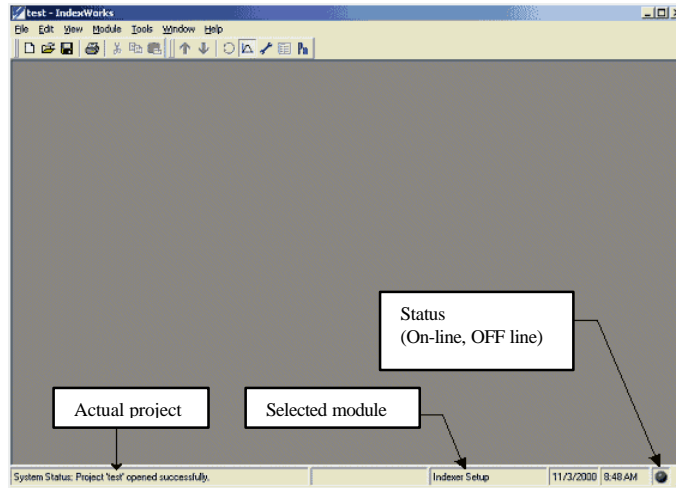 test - IndexWorks
File Edit View Module Tools Window Help
Status
(On-line, OFF line)
Actual project
Selected module
System Status: Project 'test' opened successfully.
Indexer Setup
11/3/2000
8:48 AM